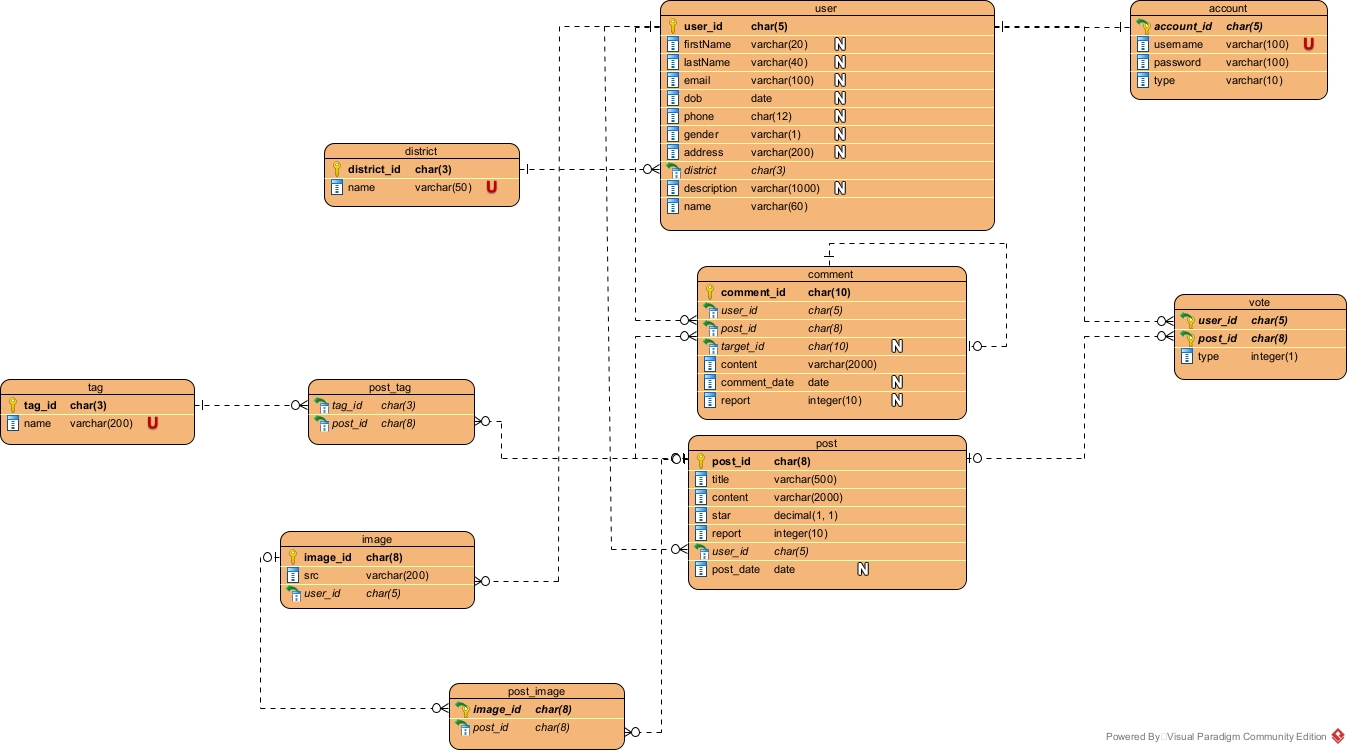 user
user_id char(5)
firstName varchar(20) N
lastName varchar(40) N
email varchar(100) N
dob date N
phone char(12) N
gender varchar(1) N
address varchar(200) N
district char(3)
description varchar(1000) N
name varchar(60)
account
account_id char(5)
username varchar(100) U
password varchar(100)
type varchar(10)
district
district_id char(3)
name varchar(50) U
comment
comment_id char(10)
user_id char(5)
post_id char(8)
target_id char(10) N
content varchar(2000)
comment_date date N
report integer(10) N
vote
user_id char(5)
post_id char(8)
type integer(1)
tag
tag_id char(3)
name varchar(200) U
post_tag
tag_id char(3)
post_id char(8)
post
post_id char(8)
title varchar(500)
content varchar(2000)
star decimal(1, 1)
report integer(10)
user_id char(5)
post_date date N
image
image_id char(8)
src varchar(200)
user_id char(5)
post_image
image_id char(8)
post_id char(8)
Powered By Visual Paradigm Community Edition